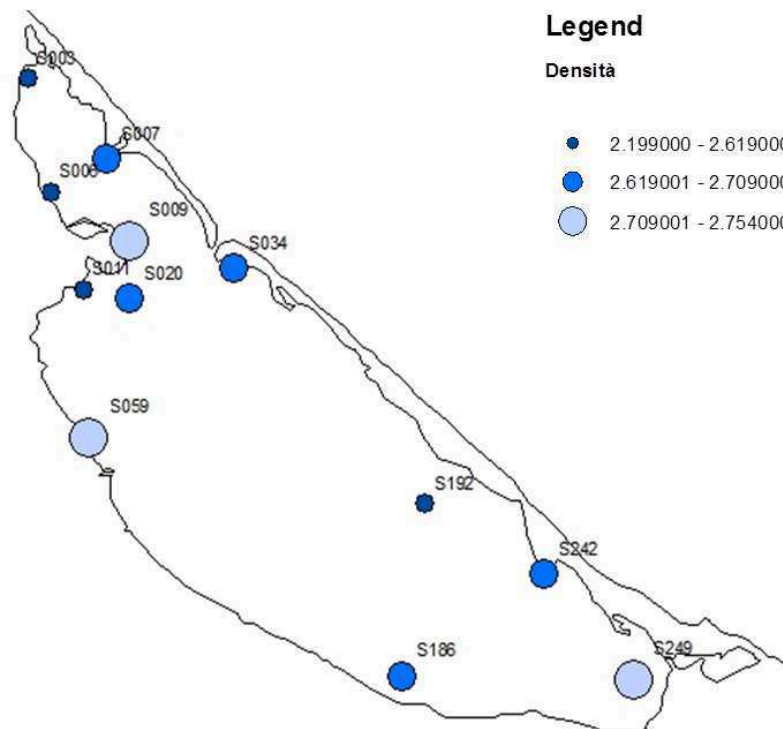 Legend
Densità
2.199000 - 2.619000
2.619001 - 2.709000
2.709001 - 2.754000
S003
S007
S009
S034
S011
S020
S059
S192
S242
S186
S249